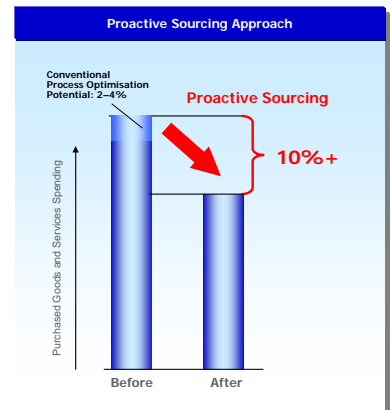 Proactive Sourcing Approach
Conventional
Process Optimisation
Potential: 2–4%
Proactive Sourcing
10%+
Purchased Goods and Services Spending
Before
After